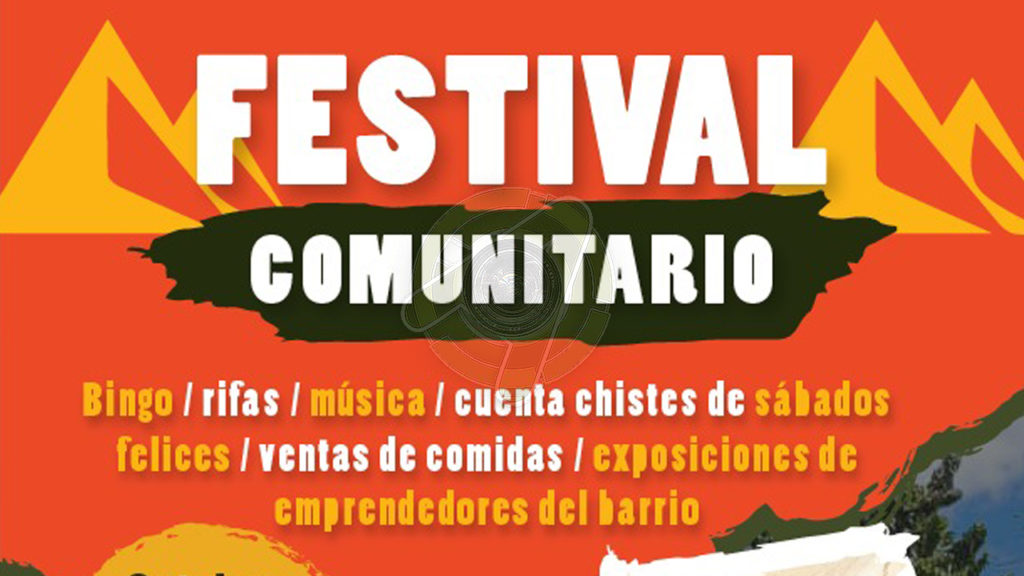 FESTIVAL
COMUNITARIO
Bingo / rifas / música / cuenta chistes de sábados
felices / ventas de comidas / exposiciones de
emprendedores del barrio